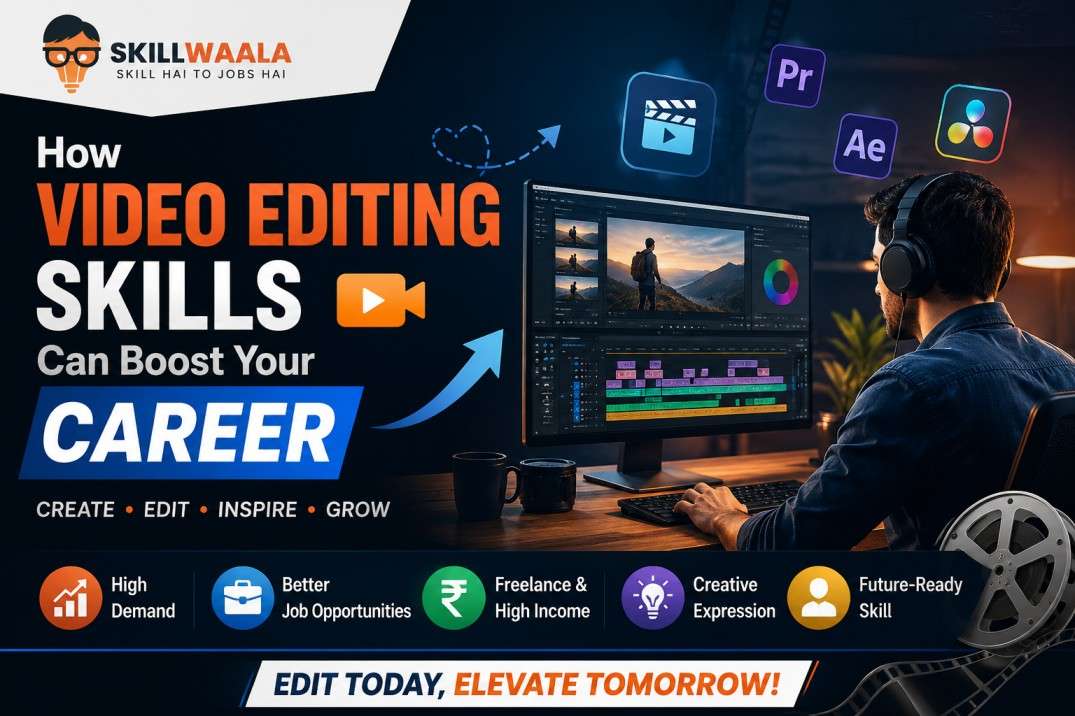 SKILLWAALA
SKILL HAI TO JOBS HAI
How
VIDEO EDITING
SKILLS
Can Boost Your
CAREER
CREATE • EDIT • INSPIRE • GROW
Pr
Ae
High
Demand
Better
Job Opportunities
Freelance &
High Income
Creative
Expression
Future-Ready
Skill
EDIT TODAY, ELEVATE TOMORROW!